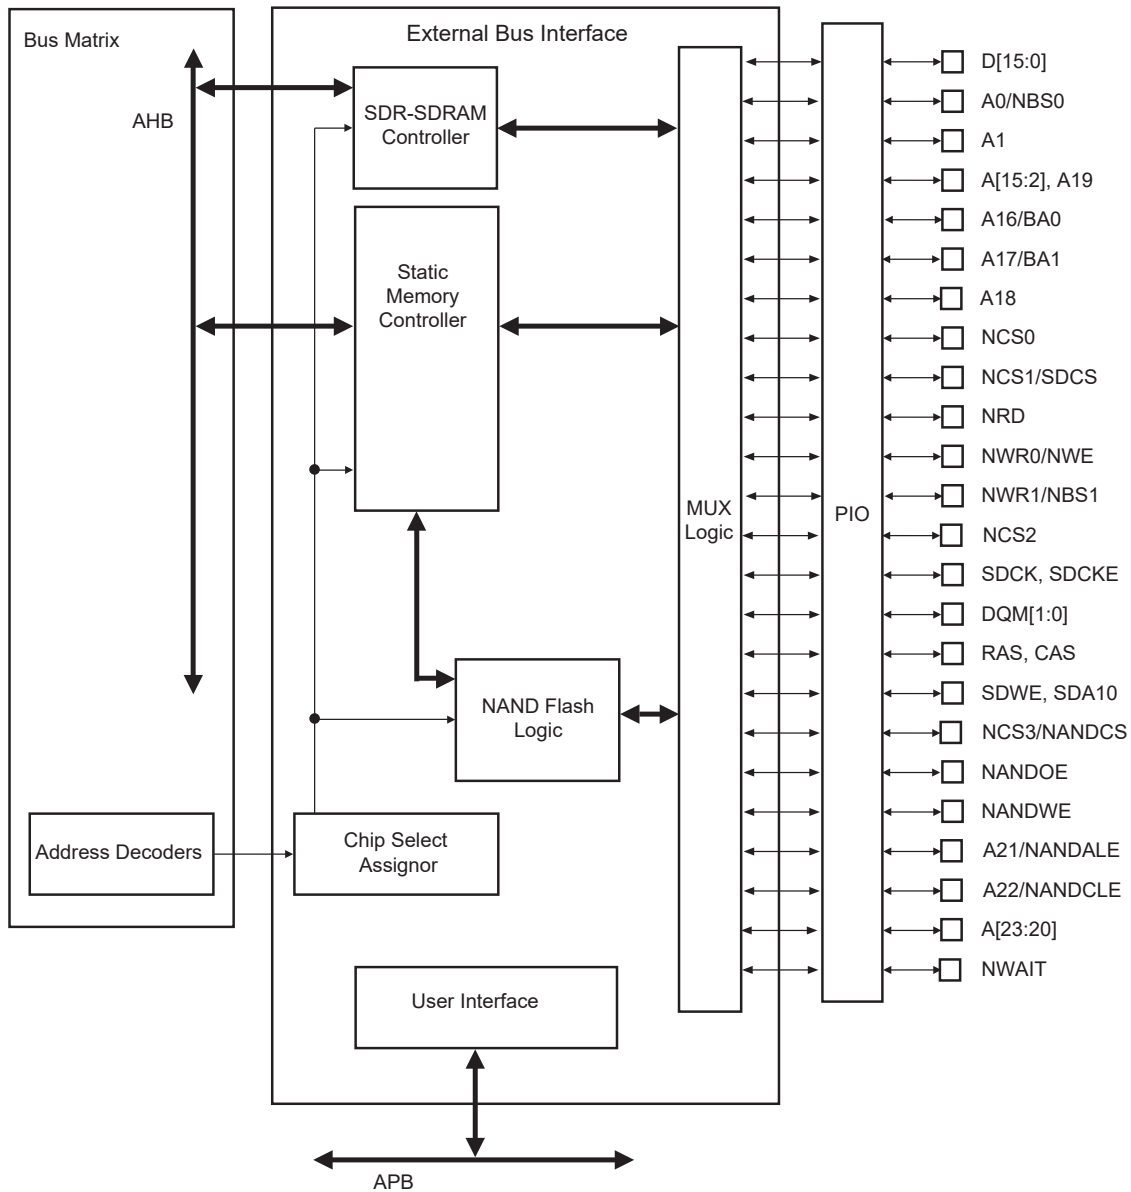 Bus Matrix
External Bus Interface
AHB
SDR-SDRAM
Controller
Static
Memory
Controller
NAND Flash
Logic
Address Decoders
Chip Select
Assignor
User Interface
APB
MUX
Logic
PIO
D[15:0]
A0/NBS0
A1
A[15:2], A19
A16/BA0
A17/BA1
A18
NCS0
NCS1/SDCS
NRD
NWR0/NWE
NWR1/NBS1
NCS2
SDCK, SDCKE
DQM[1:0]
RAS, CAS
SDWE, SDA10
NCS3/NANDCS
NANDOE
NANDWE
A21/NANDALE
A22/NANDCLE
A[23:20]
NWAIT